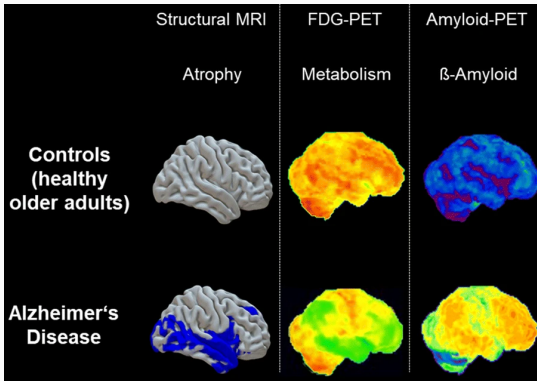 Structural MRI
FDG-PET
Amyloid-PET
Atrophy
Metabolism
ß-Amyloid
Controls
(healthy
older adults)
Alzheimer‘s
Disease